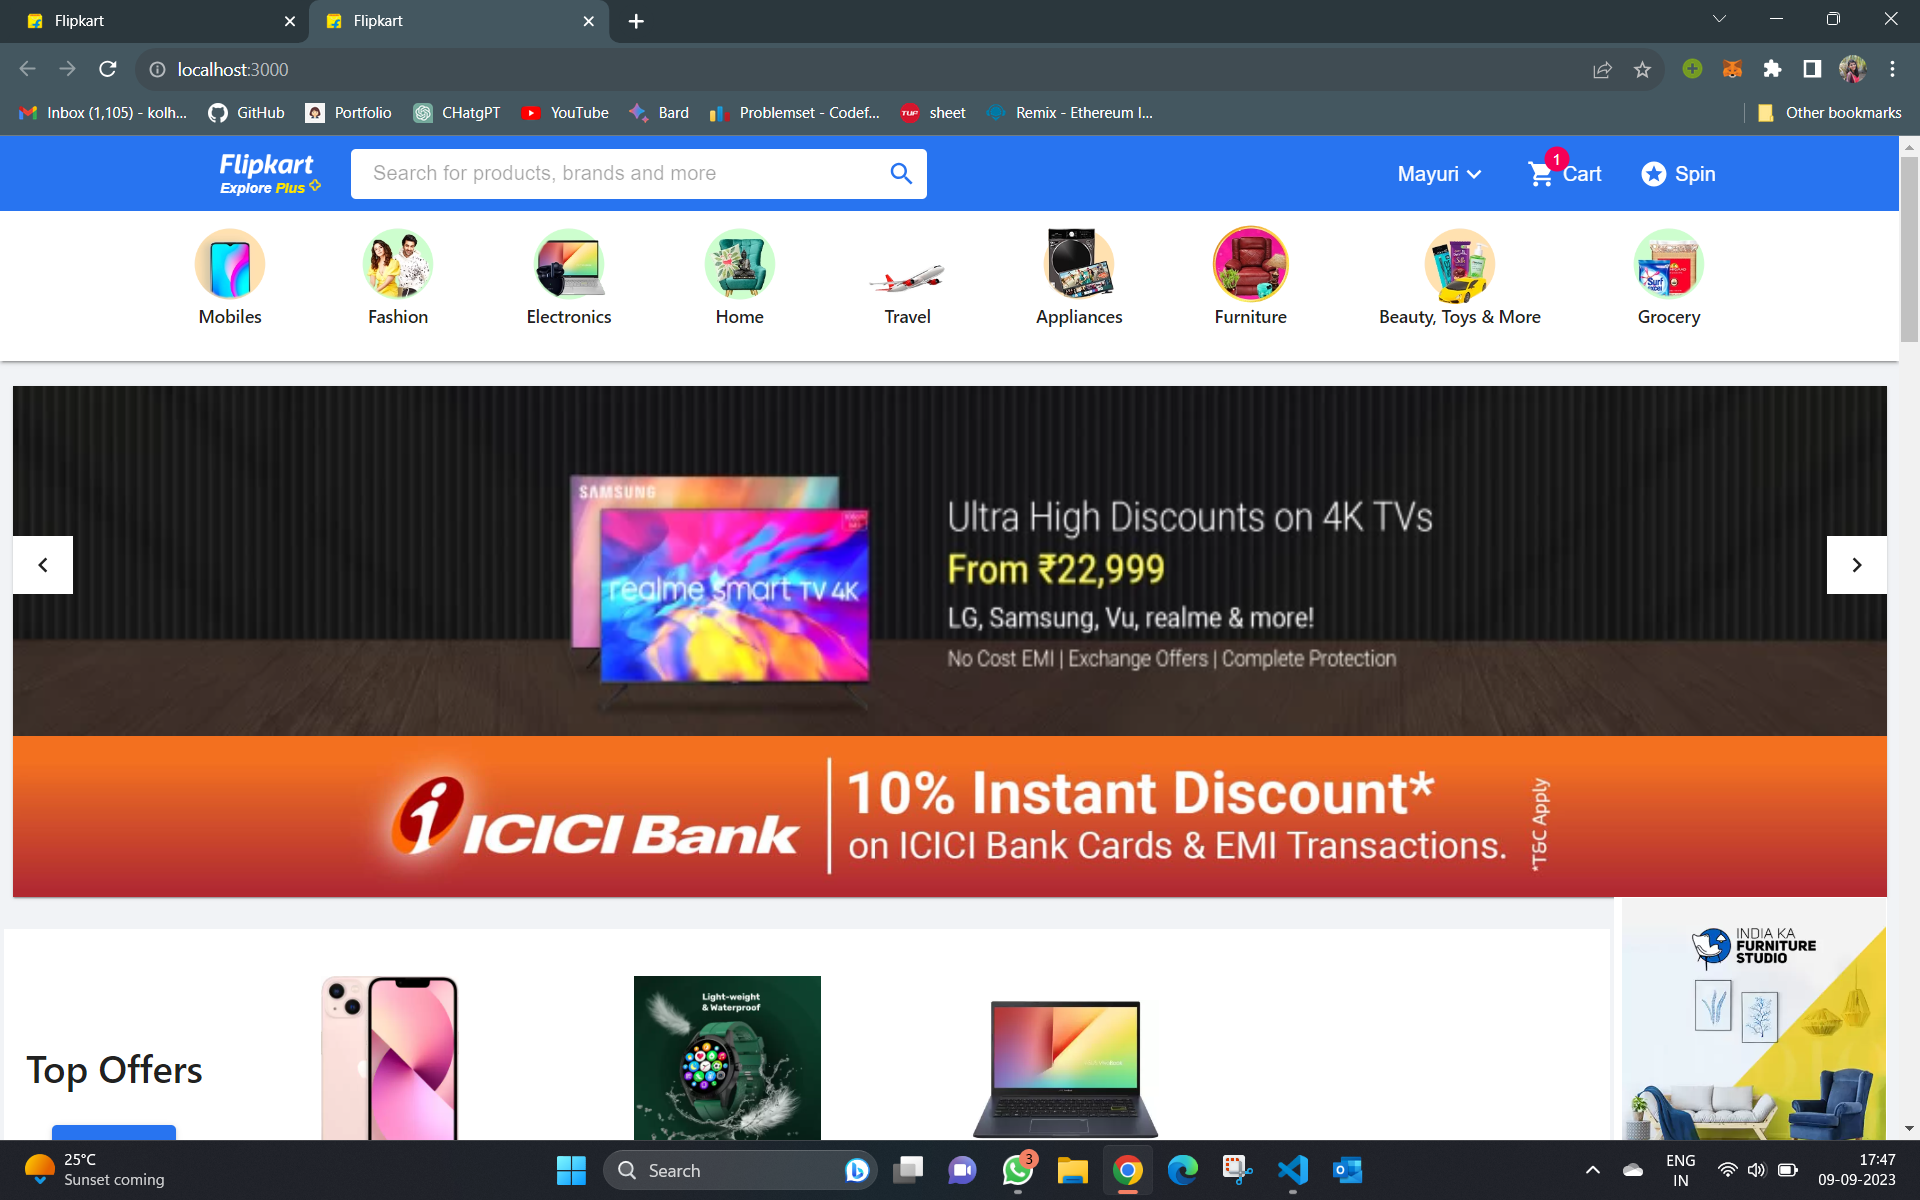 Flipkart
Flipkart
localhost:3000
Inbox (1,105) - kolh...
GitHub
Portfolio
CHatgPT
YouTube
Bard
Problemset - Codef...
TUF
sheet
Remix - Ethereum I...
Other bookmarks
Flipkart
Explore Plus
Search for products, brands and more
Mayuri
1
Cart
Spin
Mobiles
Fashion
Electronics
Home
Travel
Appliances
Furniture
Beauty, Toys & More
Surf excel
Grocery
SAMSUNG
realme smart TV 4K
Ultra High Discounts on 4K TVs
From ₹22,999
LG, Samsung, Vu, realme & more!
No Cost EMI | Exchange Offers | Complete Protection
ICICI Bank
10% Instant Discount*
on ICICI Bank Cards & EMI Transactions.
*T&C Apply
Top Offers
Light-weight
& Waterproof
INDIA KA
FURNITURE
STUDIO
25°C
Sunset coming
Search
3
ENG
IN
17:47
09-09-2023